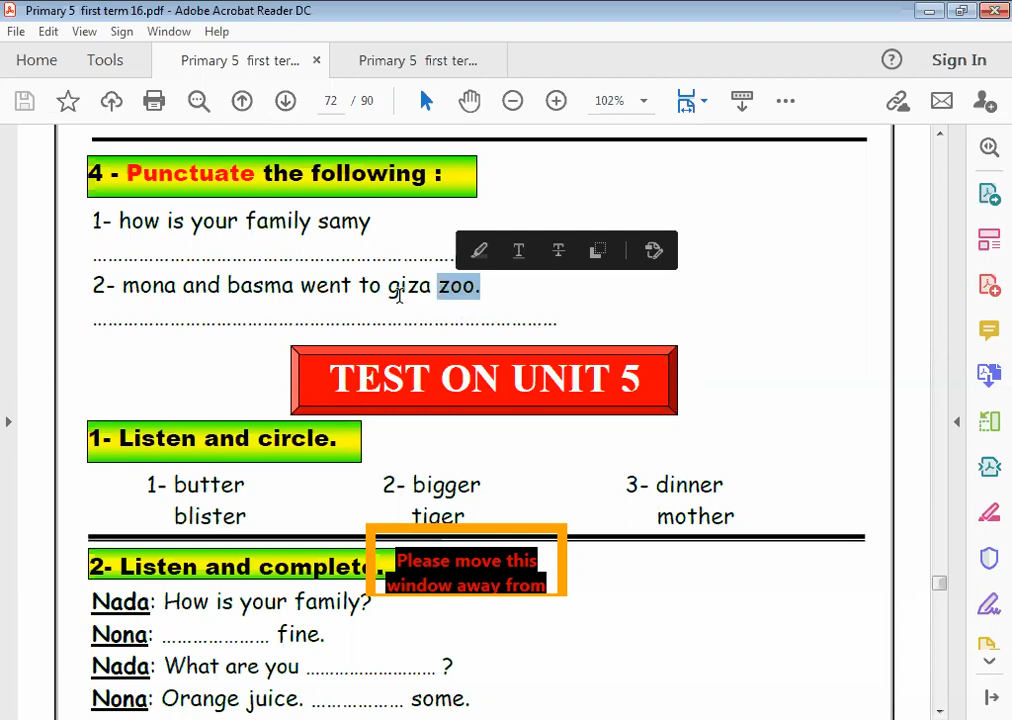 Primary 5  first term 16.pdf - Adobe Acrobat Reader DC
File Edit View Sign Window Help
Home Tools Primary 5  first ter... × Primary 5  first ter... Sign In
72 / 90 102%
4 - Punctuate the following :
1- how is your family samy
................................................................
2- mona and basma went to giza zoo.
................................................................
TEST ON UNIT 5
1- Listen and circle.
1- butter 2- bigger 3- dinner
blister tiger mother
2- Listen and complete.
Please move this
window away from
Nada: How is your family?
Nona: ..................... fine.
Nada: What are you ......................... ?
Nona: Orange juice. .................. some.